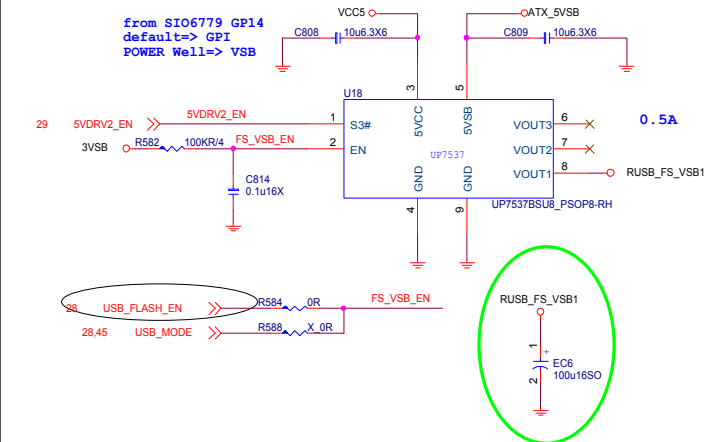 from SIO6779 GP14
default=> GPI
POWER Well=> VSB
VCC5
ATX_5VSB
C808
10u6.3X6
C809
10u6.3X6
3
5
U18
29
5VDRV2_EN
5VDRV2_EN
1
S3#
5VCC
5VSB
VOUT3
6
0.5A
3VSB
R582
100KR/4
FS_VSB_EN
2
EN
UP7537
VOUT2
7
VOUT1
8
RUSB_FS_VSB1
C814
0.1u16X
GND
GND
4
9
UP7537BSU8_PSOP8-RH
28
USB_FLASH_EN
R584
0R
FS_VSB_EN
28,45
USB_MODE
R588
X_0R
RUSB_FS_VSB1
1
+
EC6
100u16SO
2